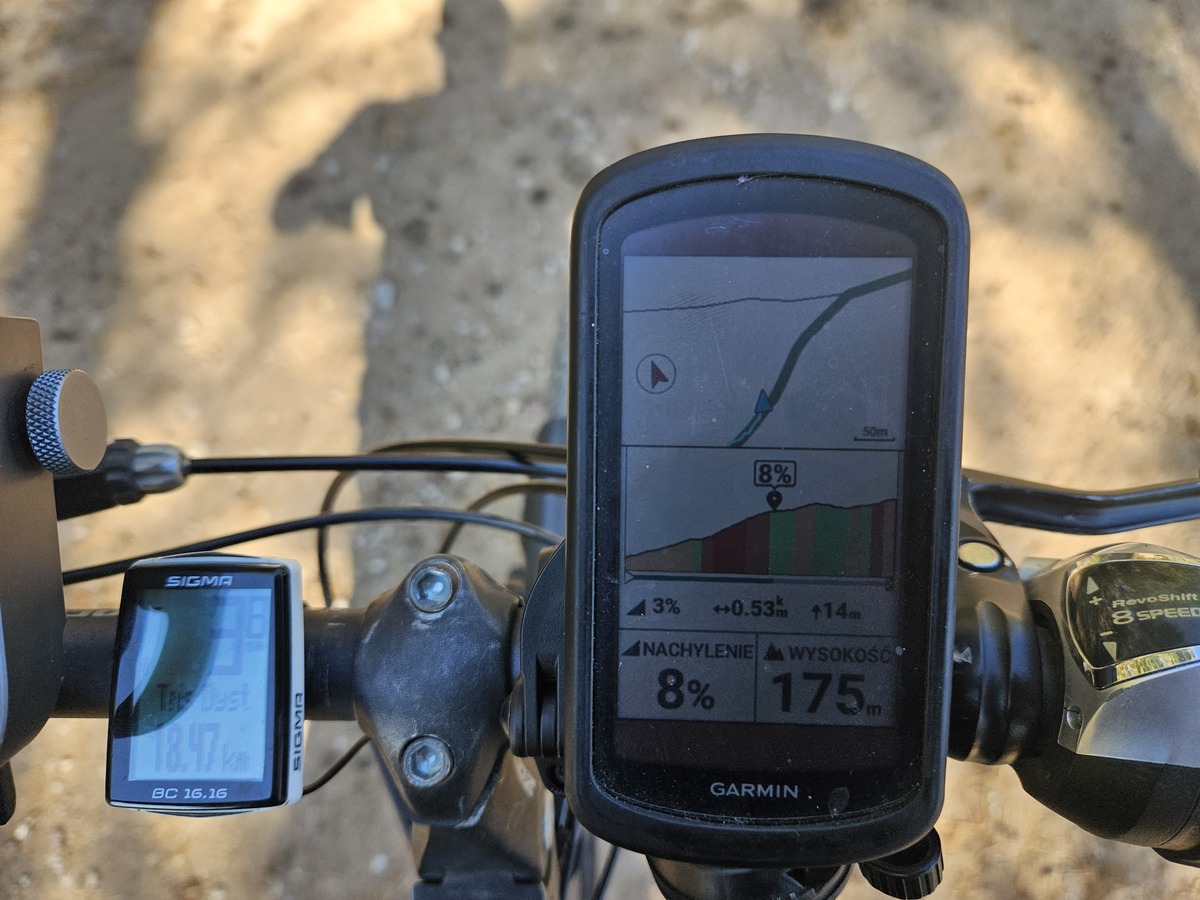 50m
8%
3% ↔0.53km ↑14m
NACHYLENIE WYSOKOŚĆ
8% 175m
GARMIN
SIGMA
Trip Dyst
18.47 km
BC 16.16
SIGMA
+ RevoShift
- 8 SPEED